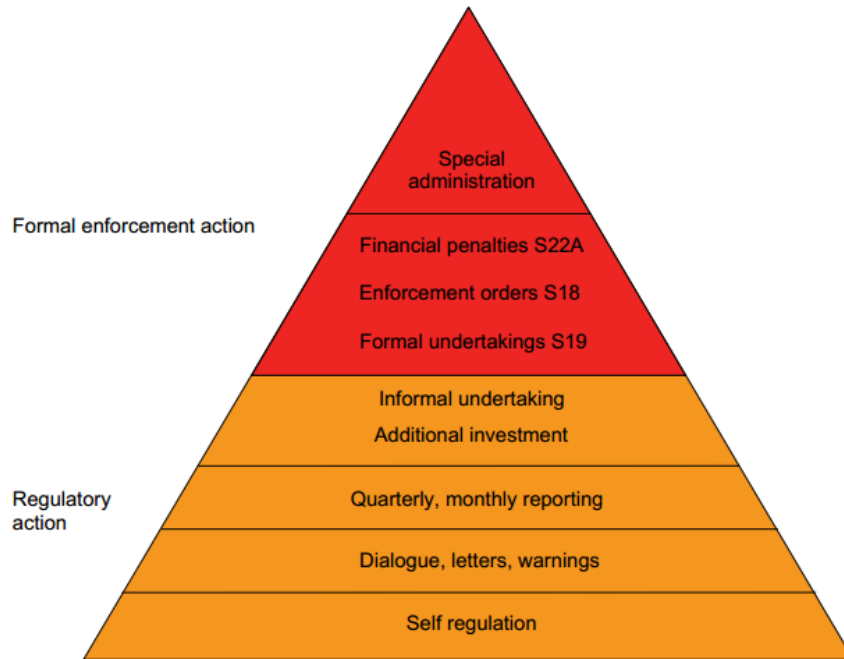 Special
administration
Formal enforcement action
Financial penalties S22A
Enforcement orders S18
Formal undertakings S19
Informal undertaking
Additional investment
Regulatory
action
Quarterly, monthly reporting
Dialogue, letters, warnings
Self regulation